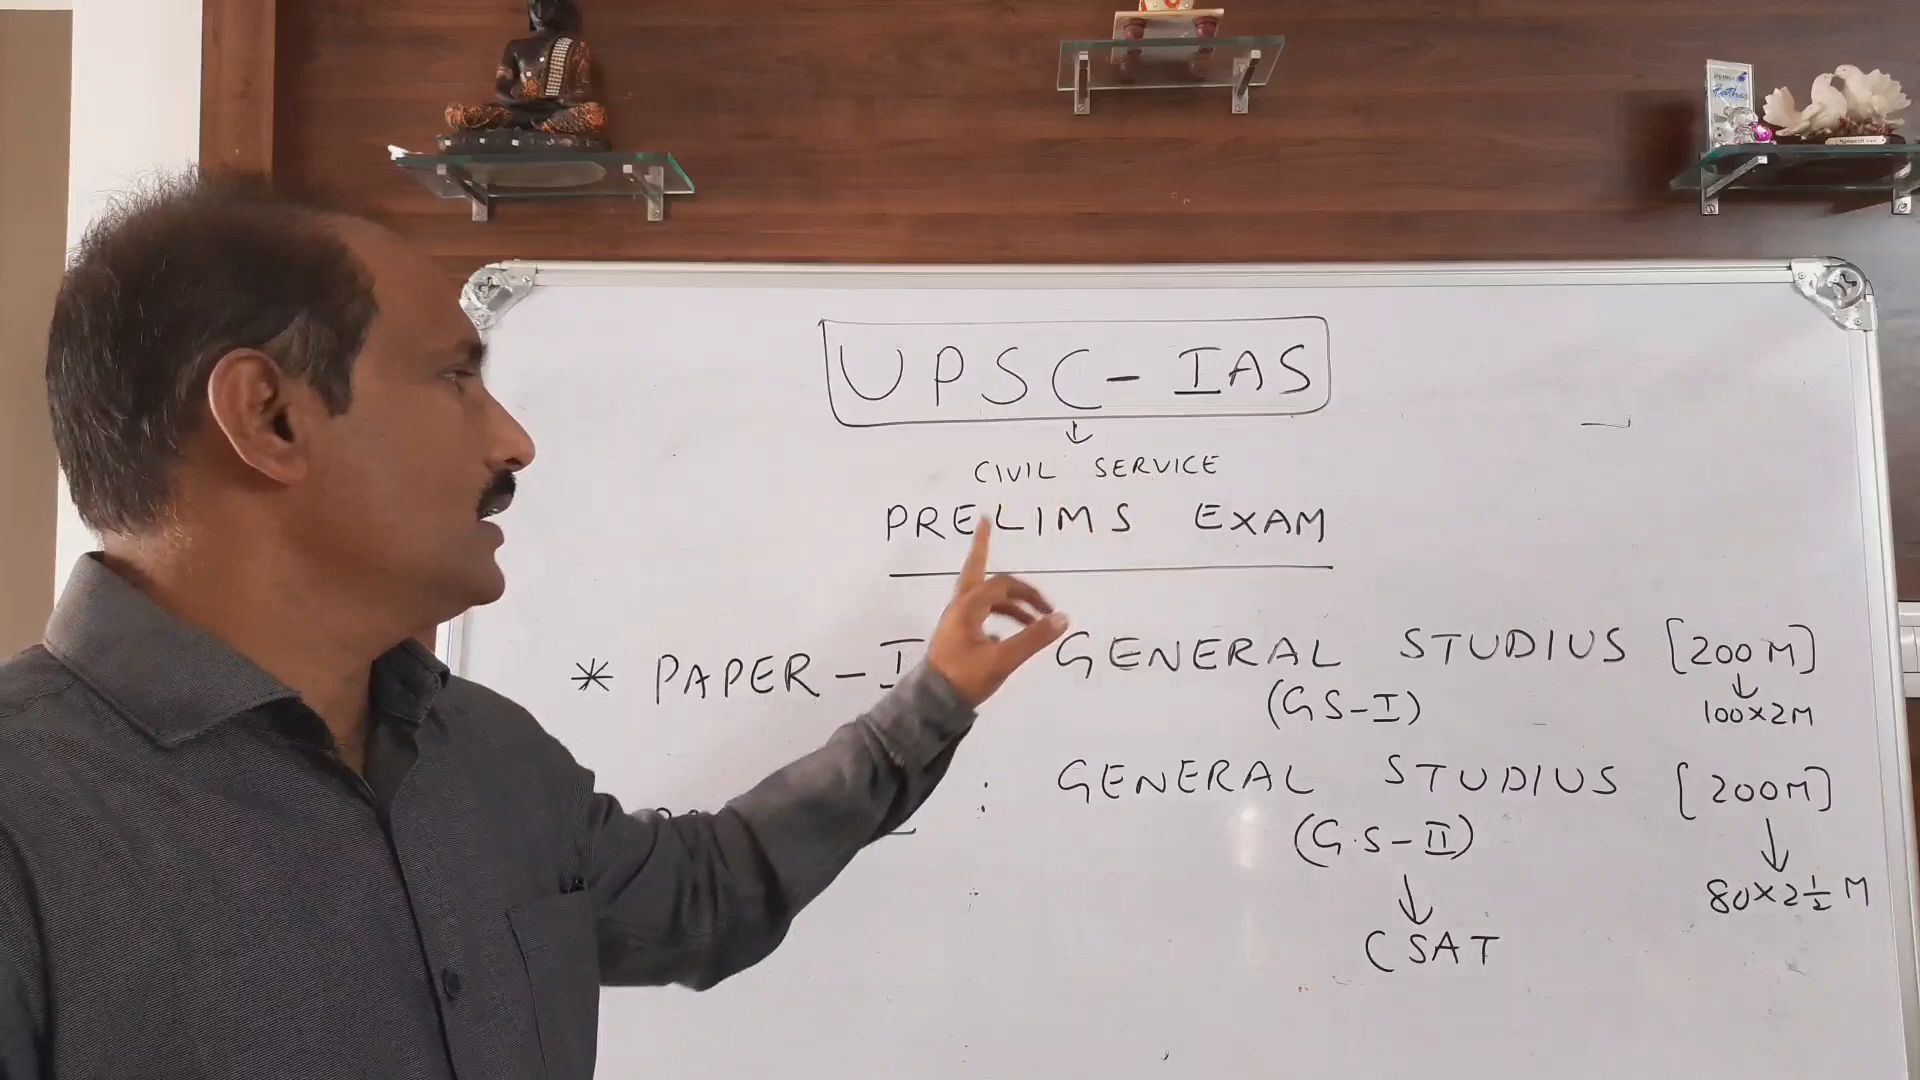 UPSC - IAS
CIVIL SERVICE
PRELIMS EXAM
* PAPER - I GENERAL STUDIUS [200 M]
(GS-I) 100×2M
: GENERAL STUDIUS [200M]
(G.S-II) 80×2½ M
CSAT